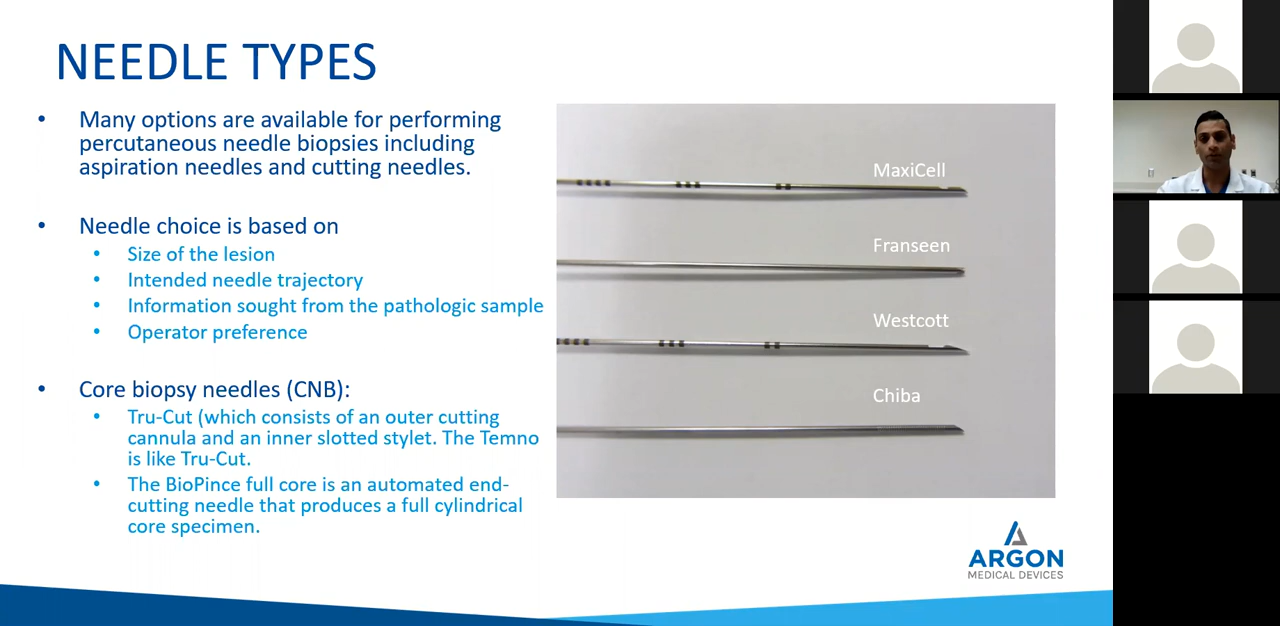 NEEDLE TYPES
• Many options are available for performing
percutaneous needle biopsies including
aspiration needles and cutting needles.
• Needle choice is based on
• Size of the lesion
• Intended needle trajectory
• Information sought from the pathologic sample
• Operator preference
• Core biopsy needles (CNB):
• Tru-Cut (which consists of an outer cutting
cannula and an inner slotted stylet. The Temno
is like Tru-Cut.
• The BioPince full core is an automated end-
cutting needle that produces a full cylindrical
core specimen.
MaxiCell
Franseen
Westcott
Chiba
ARGON
MEDICAL DEVICES